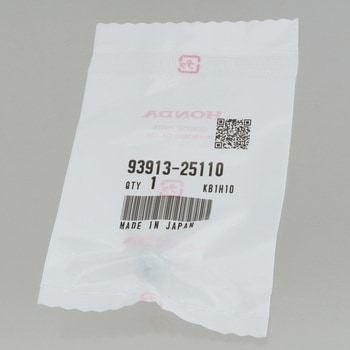 HONDA
93913-25110
QTY 1 KB1H10
MADE IN JAPAN